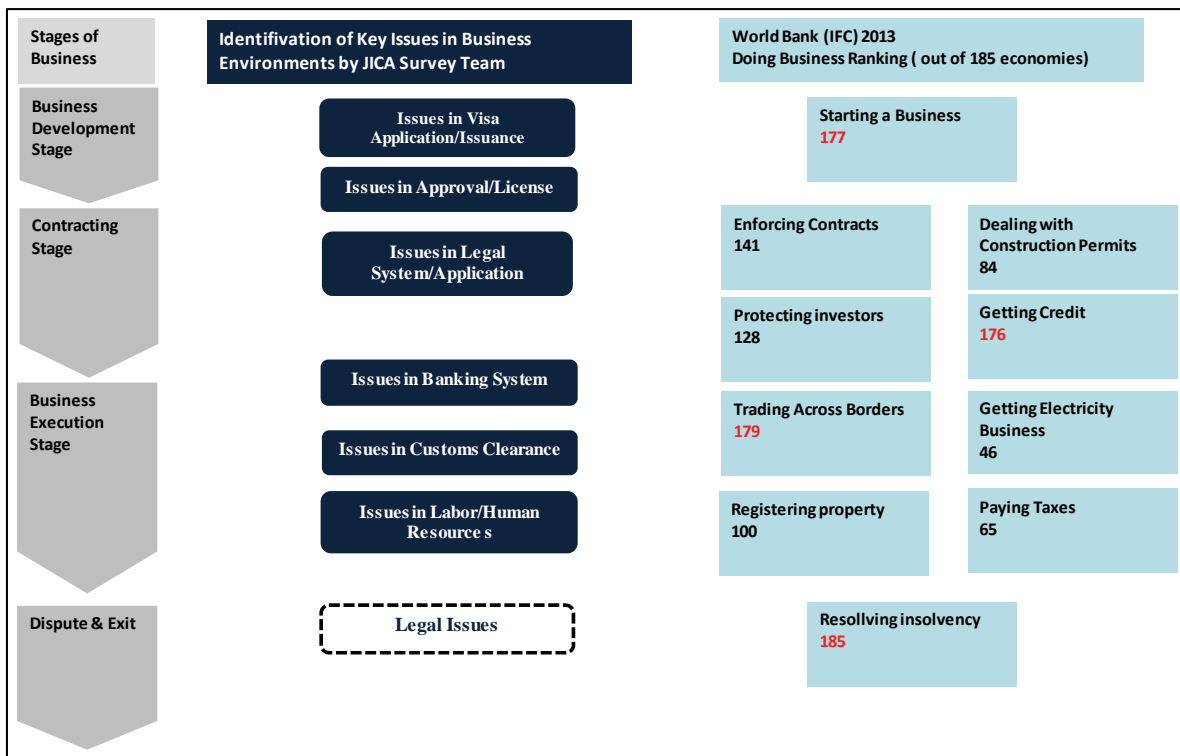 Stages of
Business
Identifivation of Key Issues in Business
Environments by JICA Survey Team
World Bank (IFC) 2013
Doing Business Ranking ( out of 185 economies)
Business
Development
Stage
Issues in Visa
Application/Issuance
Issues in Approval/License
Starting a Business
177
Contracting
Stage
Issues in Legal
System/Application
Enforcing Contracts
141
Dealing with
Construction Permits
84
Protecting investors
128
Getting Credit
176
Business
Execution
Stage
Issues in Banking System
Issues in Customs Clearance
Issues in Labor/Human
Resources
Trading Across Borders
179
Getting Electricity
Business
46
Registering property
100
Paying Taxes
65
Dispute & Exit
Legal Issues
Resollving insolvency
185